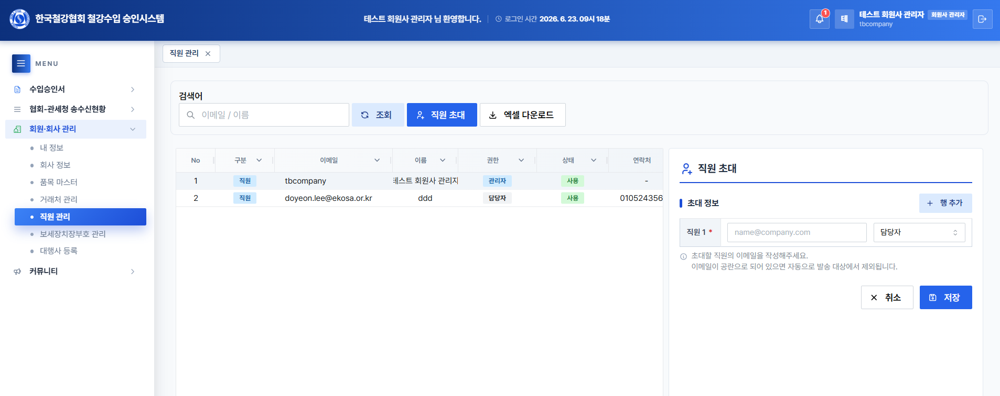 한국철강협회 철강수입 승인시스템
테스트 회원사 관리자 님 환영합니다.
로그인 시간 2026. 6. 23. 09시 18분
1
테
테스트 회원사 관리자 회원사 관리자
tbcompany
MENU
수입승인서
협회-관세청 송수신현황
회원·회사 관리
내 정보
회사 정보
품목 마스터
거래처 관리
직원 관리
보세장치장부호 관리
대행사 등록
커뮤니티
직원 관리
검색어
이메일 / 이름
조회
직원 초대
엑셀 다운로드
No 구분 이메일 이름 권한 상태 연락처
1 직원 tbcompany 테스트 회원사 관리자 관리자 사용 -
2 직원 doyeon.lee@ekosa.or.kr ddd 담당자 사용 010524356
직원 초대
초대 정보
행 추가
직원 1 * name@company.com 담당자
초대할 직원의 이메일을 작성해주세요.
이메일이 공란으로 되어 있으면 자동으로 발송 대상에서 제외됩니다.
취소
저장